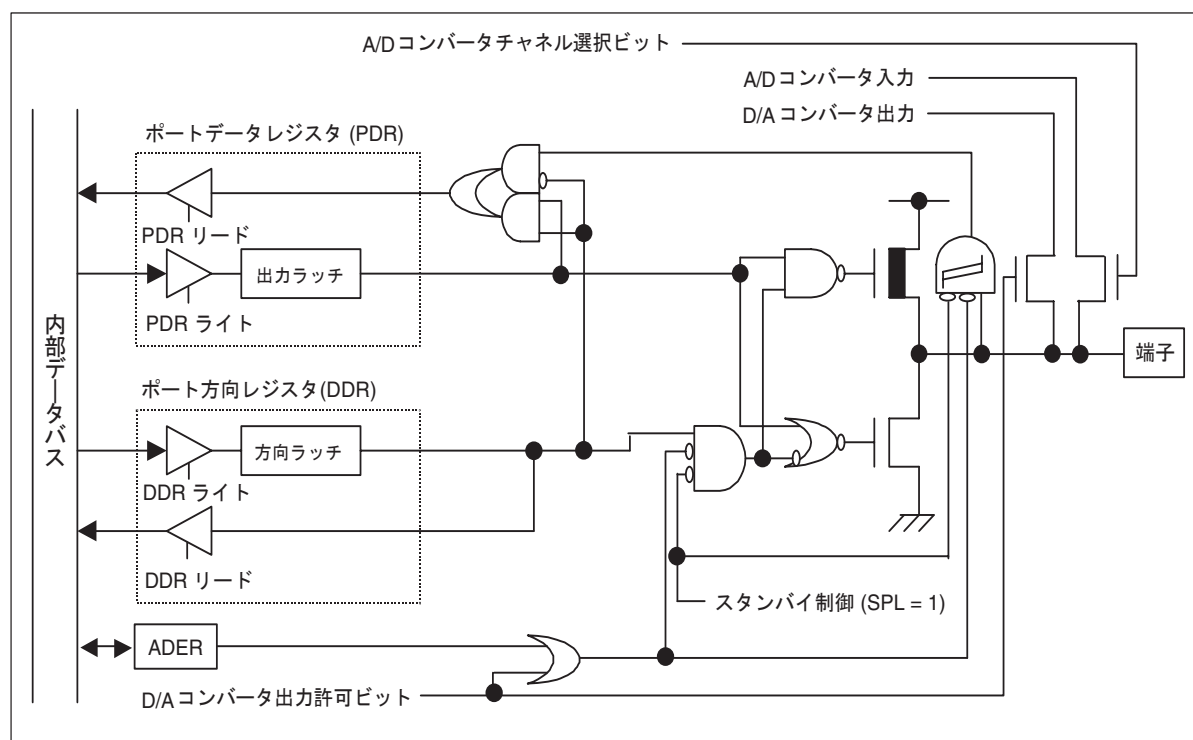 A/Dコンバータチャネル選択ビット
A/Dコンバータ入力
D/Aコンバータ出力
ポートデータレジスタ (PDR)
PDR リード
出力ラッチ
PDR ライト
内部データバス
端子
ポート方向レジスタ(DDR)
方向ラッチ
DDR ライト
DDR リード
スタンバイ制御 (SPL = 1)
ADER
D/Aコンバータ出力許可ビット